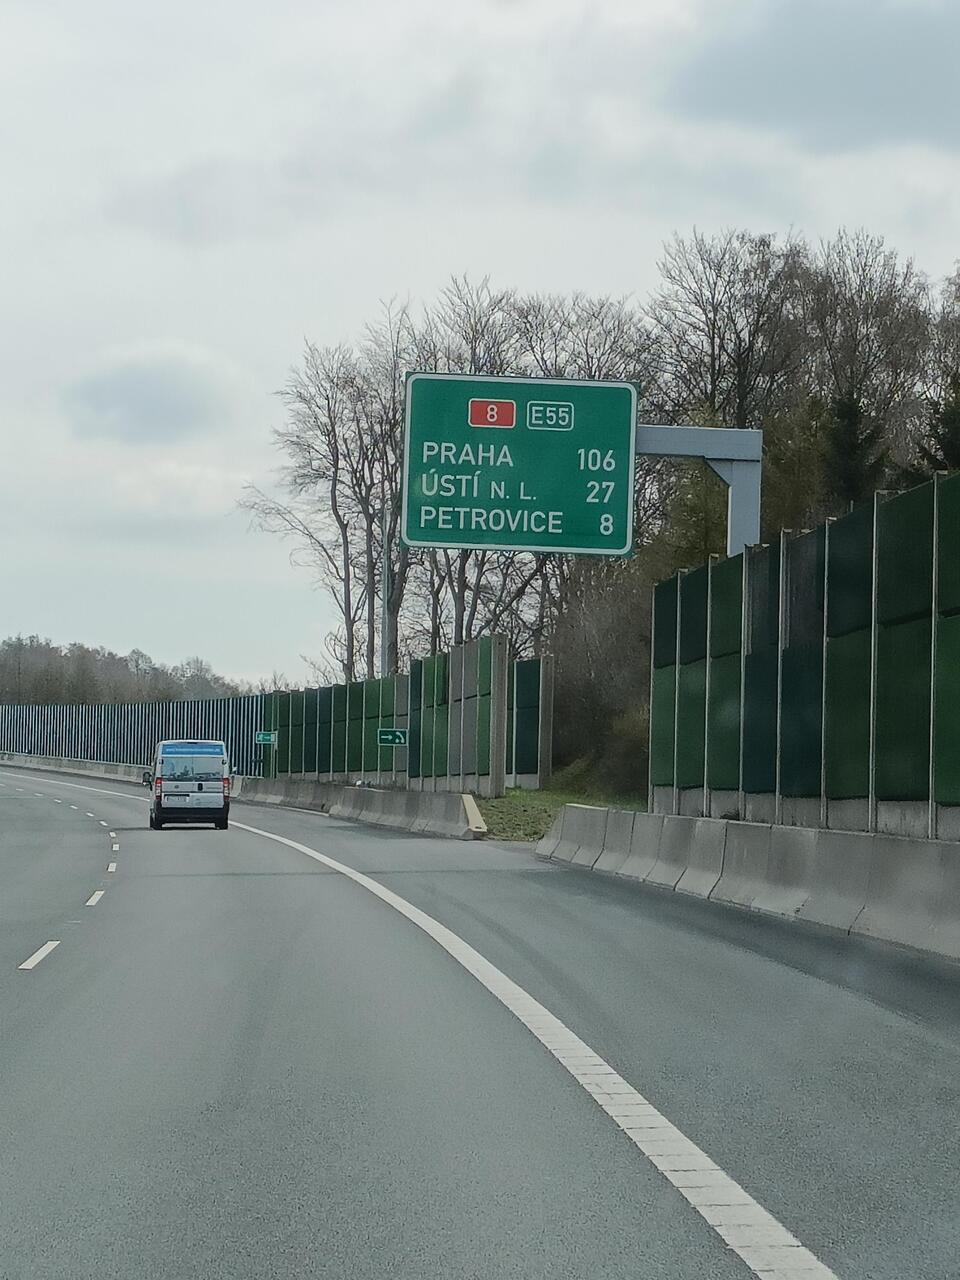 8 E55
PRAHA 106
ÚSTÍ N. L. 27
PETROVICE 8